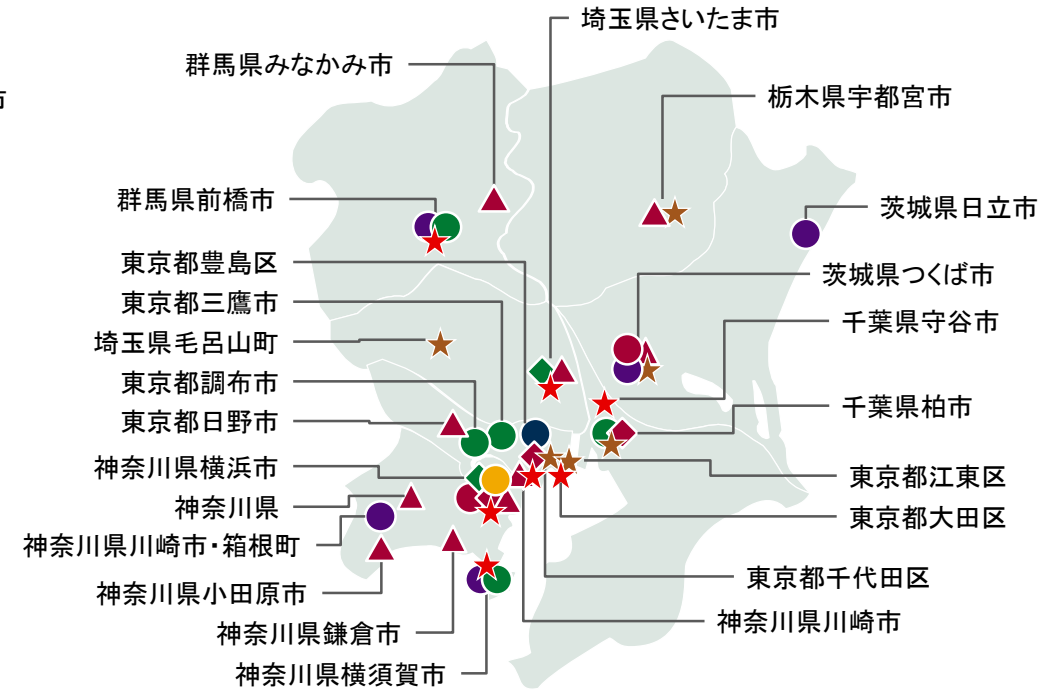 埼玉県さいたま市
群馬県みなかみ市
栃木県宇都宮市
市
群馬県前橋市
茨城県日立市
東京都豊島区
茨城県つくば市
東京都三鷹市
千葉県守谷市
埼玉県毛呂山町
東京都調布市
千葉県柏市
東京都日野市
神奈川県横浜市
東京都江東区
神奈川県
東京都大田区
神奈川県川崎市・箱根町
東京都千代田区
神奈川県小田原市
神奈川県川崎市
神奈川県鎌倉市
神奈川県横須賀市